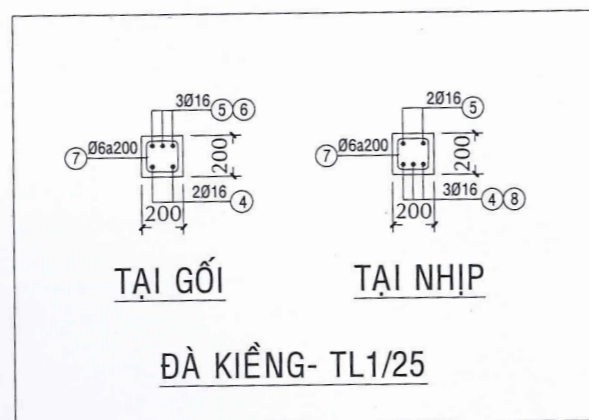 3Ø16 5 6
7 Ø6a200
200
2Ø16 4
200
TẠI GỐI
2Ø16 5
7 Ø6a200
200
3Ø16 4 8
200
TẠI NHỊP
ĐÀ KIỀNG- TL1/25